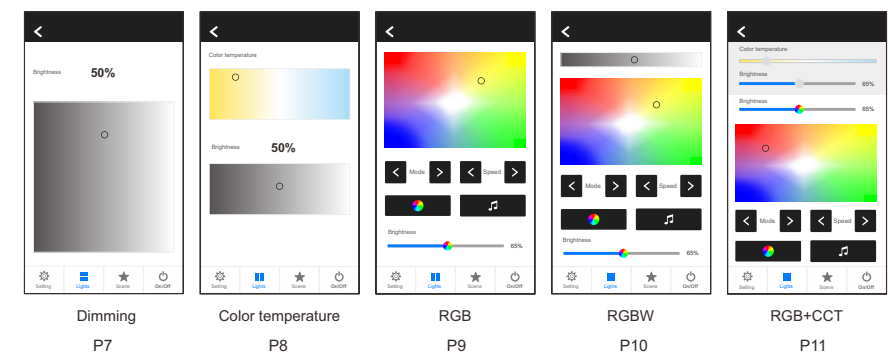 Brightness 50%
Setting Lights Scene On/Off
Dimming
P7
Color temperature
Brightness 50%
Setting Lights Scene On/Off
Color temperature
P8
Mode Speed
Brightness
65%
Setting Lights Scene On/Off
RGB
P9
Mode Speed
Brightness
65%
Setting Lights Scene On/Off
RGBW
P10
Color temperature
Brightness
65%
Brightness
65%
Mode Speed
Setting Lights Scene On/Off
RGB+CCT
P11